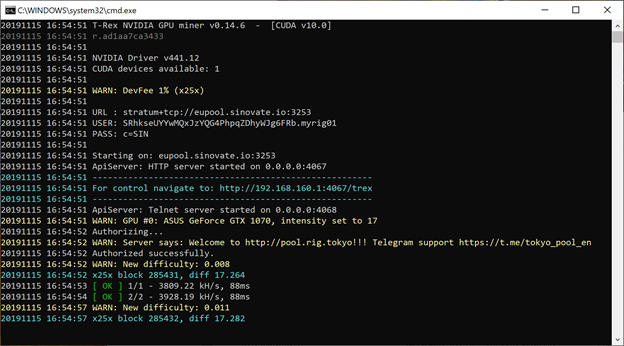 C:\WINDOWS\system32\cmd.exe
20191115 16:54:51 T-Rex NVIDIA GPU miner v0.14.6  -  [CUDA v10.0]
20191115 16:54:51 r.ad1aa7ca3433
20191115 16:54:51
20191115 16:54:51 NVIDIA Driver v441.12
20191115 16:54:51 CUDA devices available: 1
20191115 16:54:51
20191115 16:54:51 WARN: DevFee 1% (x25x)
20191115 16:54:51
20191115 16:54:51 URL : stratum+tcp://eupool.sinovate.io:3253
20191115 16:54:51 USER: SRhkseUYYwMQxJzYQG4PhpqZDhyWJg6FRb.myrig01
20191115 16:54:51 PASS: c=SIN
20191115 16:54:51
20191115 16:54:51 Starting on: eupool.sinovate.io:3253
20191115 16:54:51 ApiServer: HTTP server started on 0.0.0.0:4067
20191115 16:54:51 ------------------------------------------------------
20191115 16:54:51 For control navigate to: http://192.168.160.1:4067/trex
20191115 16:54:51 ------------------------------------------------------
20191115 16:54:51 ApiServer: Telnet server started on 0.0.0.0:4068
20191115 16:54:51 WARN: GPU #0: ASUS GeForce GTX 1070, intensity set to 17
20191115 16:54:52 Authorizing...
20191115 16:54:52 WARN: Server says: Welcome to http://pool.rig.tokyo!!! Telegram support https://t.me/tokyo_pool_en
20191115 16:54:52 Authorized successfully.
20191115 16:54:52 WARN: New difficulty: 0.008
20191115 16:54:52 x25x block 285431, diff 17.264
20191115 16:54:53 [ OK ] 1/1 - 3809.22 kH/s, 88ms
20191115 16:54:54 [ OK ] 2/2 - 3928.19 kH/s, 88ms
20191115 16:54:57 WARN: New difficulty: 0.011
20191115 16:54:57 x25x block 285432, diff 17.282